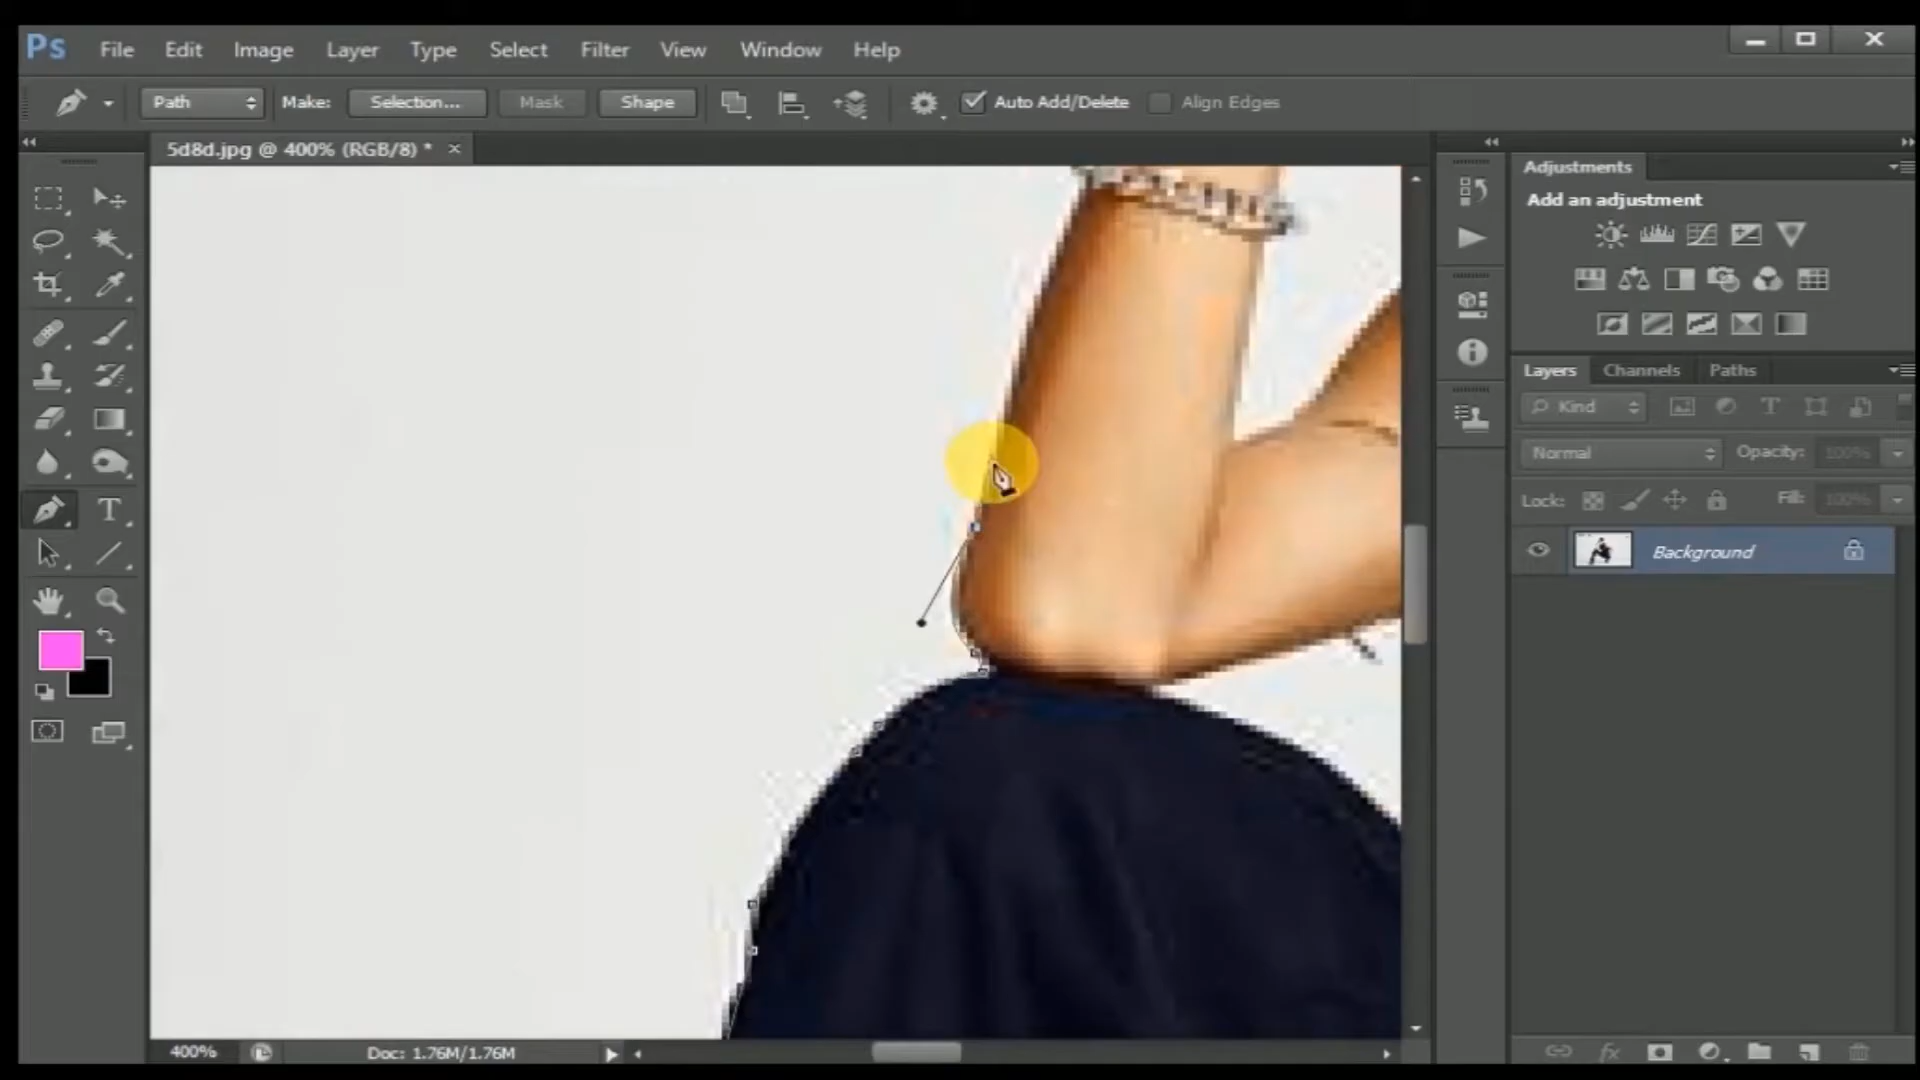 Ps File Edit Image Layer Type Select Filter View Window Help
Path Make: Selection... Mask Shape Auto Add/Delete Align Edges
5d8d.jpg @ 400% (RGB/8) *
Adjustments
Add an adjustment
Layers Channels Paths
Kind
Normal Opacity: 100%
Lock: Fill: 100%
Background
400% Doc: 1.76M/1.76M